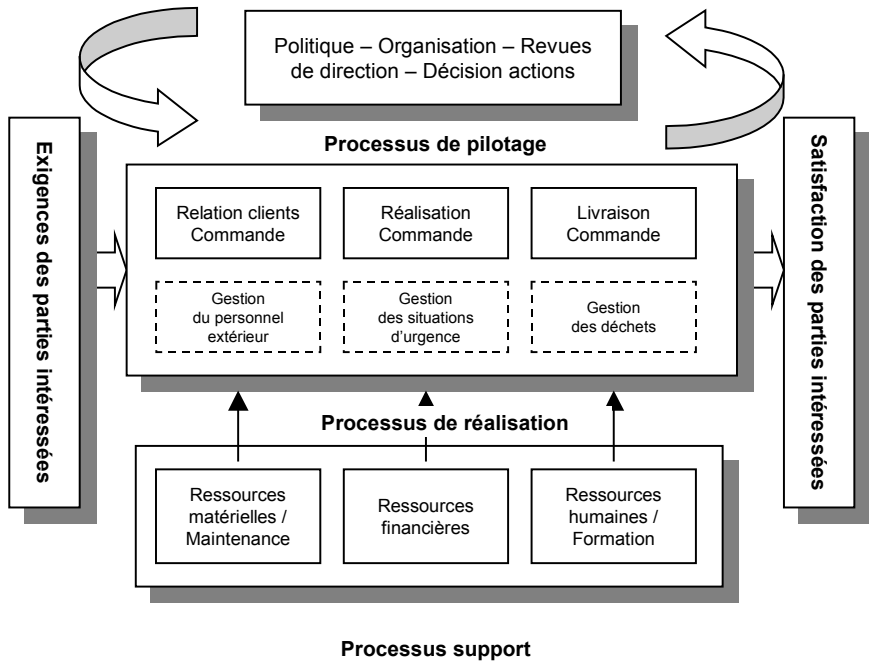 Politique – Organisation – Revues
de direction – Décision actions
Processus de pilotage
Exigences des parties intéressées
Relation clients
Commande
Réalisation
Commande
Livraison
Commande
Gestion
du personnel
extérieur
Gestion
des situations
d’urgence
Gestion
des déchets
Satisfaction des parties intéressées
Processus de réalisation
Ressources
matérielles /
Maintenance
Ressources
financières
Ressources
humaines /
Formation
Processus support